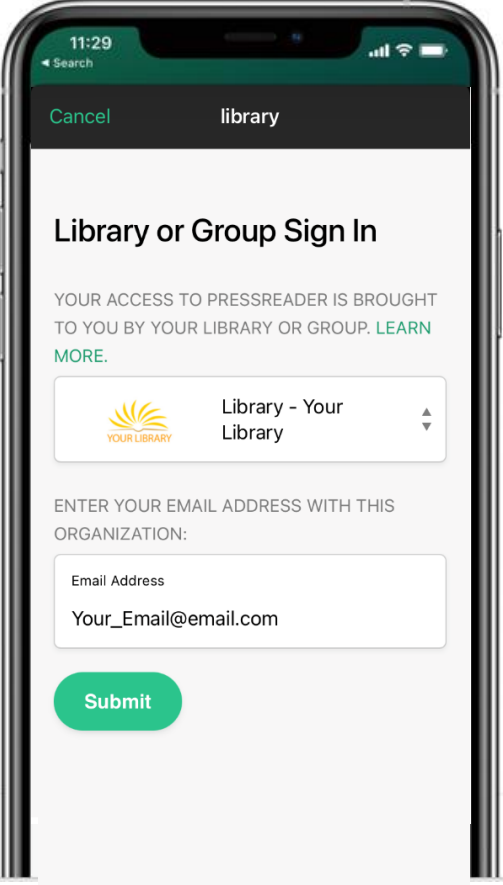 11:29
◀ Search
Cancel
library
Library or Group Sign In
YOUR ACCESS TO PRESSREADER IS BROUGHT
TO YOU BY YOUR LIBRARY OR GROUP. LEARN
MORE.
YOUR LIBRARY
Library - Your
Library
ENTER YOUR EMAIL ADDRESS WITH THIS
ORGANIZATION:
Email Address
Your_Email@email.com
Submit